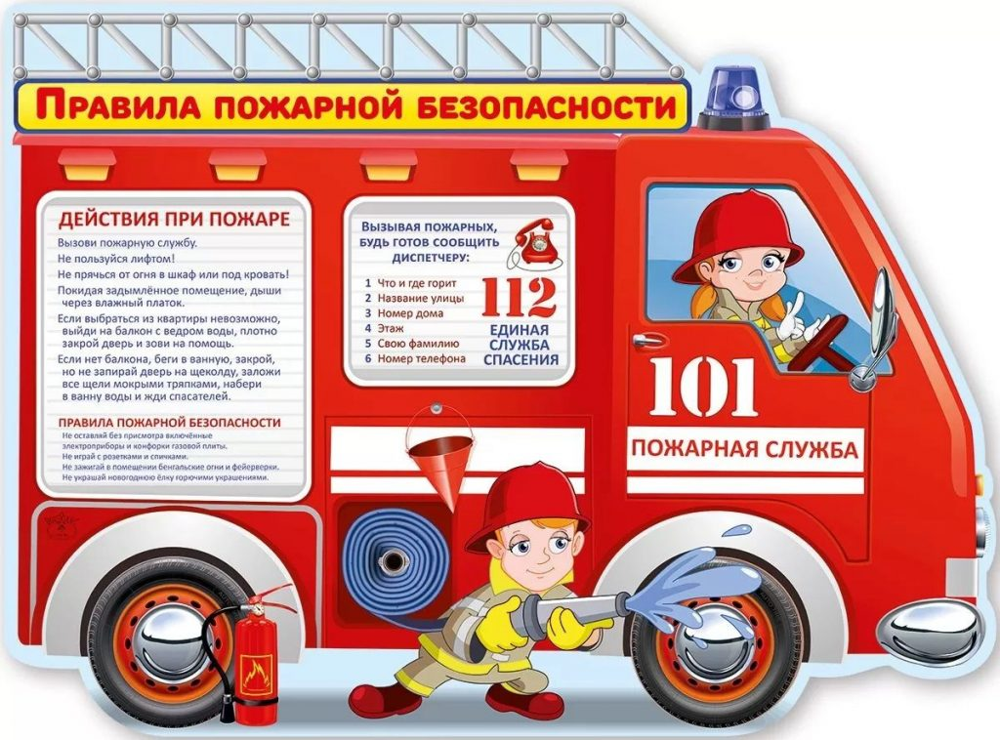 Правила пожарной безопасности
ДЕЙСТВИЯ ПРИ ПОЖАРЕ
Вызови пожарную службу.
Не пользуйся лифтом!
Не прячься от огня в шкаф или под кровать!
Покидая задымлённое помещение, дыши
через влажный платок.
Если выбраться из квартиры невозможно,
выйди на балкон с ведром воды, плотно
закрой дверь и зови на помощь.
Если нет балкона, беги в ванную, закрой,
но не запирай дверь на щеколду, заложи
все щели мокрыми тряпками, набери
в ванну воды и жди спасателей.
ПРАВИЛА ПОЖАРНОЙ БЕЗОПАСНОСТИ
Не оставляй без присмотра включённые
электроприборы и конфорки газовой плиты.
Не играй с розетками и спичками.
Не зажигай в помещении бенгальские огни и фейерверки.
Не украшай новогоднюю ёлку горючими украшениями.
ВЫЗЫВАЯ ПОЖАРНЫХ,
БУДЬ ГОТОВ СООБЩИТЬ
ДИСПЕТЧЕРУ:
1 Что и где горит
2 Название улицы
3 Номер дома
4 Этаж
5 Свою фамилию
6 Номер телефона
112
ЕДИНАЯ
СЛУЖБА
СПАСЕНИЯ
101
ПОЖАРНАЯ СЛУЖБА